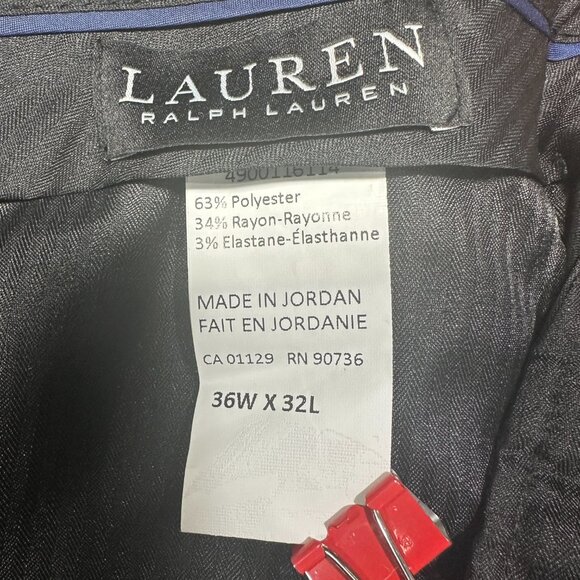 LAUREN
RALPH LAUREN
4900116114
63% Polyester
34% Rayon-Rayonne
3% Elastane-Élasthanne
MADE IN JORDAN
FAIT EN JORDANIE
CA 01129 RN 90736
36W X 32L